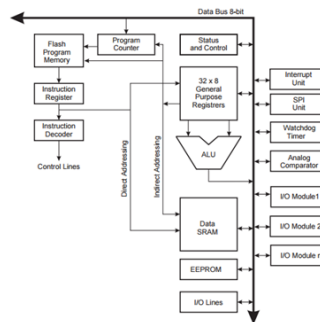 Data Bus 8-bit
Flash
Program
Memory
Program
Counter
Status
and Control
Instruction
Register
32 x 8
General
Purpose
Registrers
Interrupt
Unit
SPI
Unit
Instruction
Decoder
Watchdog
Timer
Control Lines
Direct Addressing
Indirect Addressing
ALU
Analog
Comparator
I/O Module1
Data
SRAM
I/O Module 2
I/O Module n
EEPROM
I/O Lines